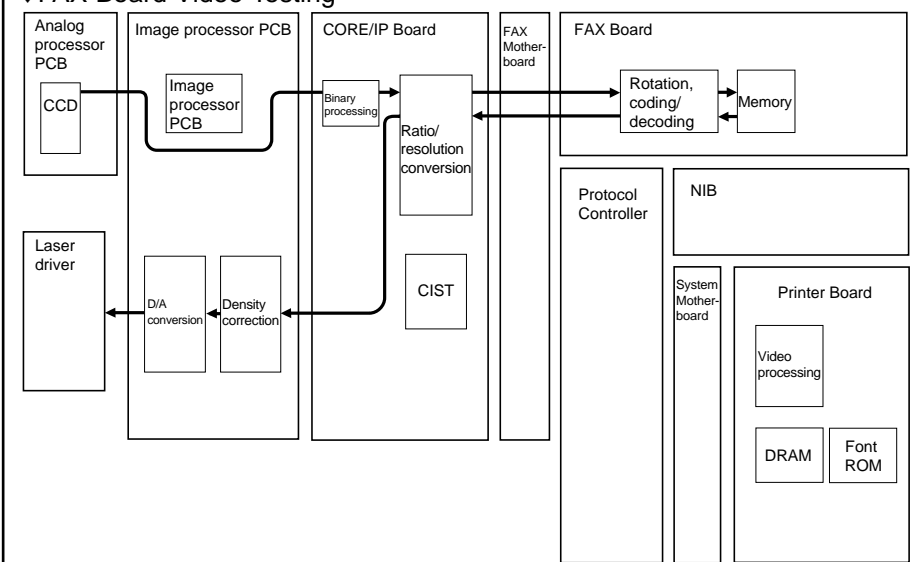 FAX Board Video Testing
Analog
processor
PCB
CCD
Image processor PCB
Image
processor
PCB
CORE/IP Board
Binary
processing
Ratio/
resolution
conversion
CIST
FAX
Mother-
board
FAX Board
Rotation,
coding/
decoding
Memory
Laser
driver
D/A
conversion
Density
correction
Protocol
Controller
NIB
System
Mother-
board
Printer Board
Video
processing
DRAM
Font
ROM